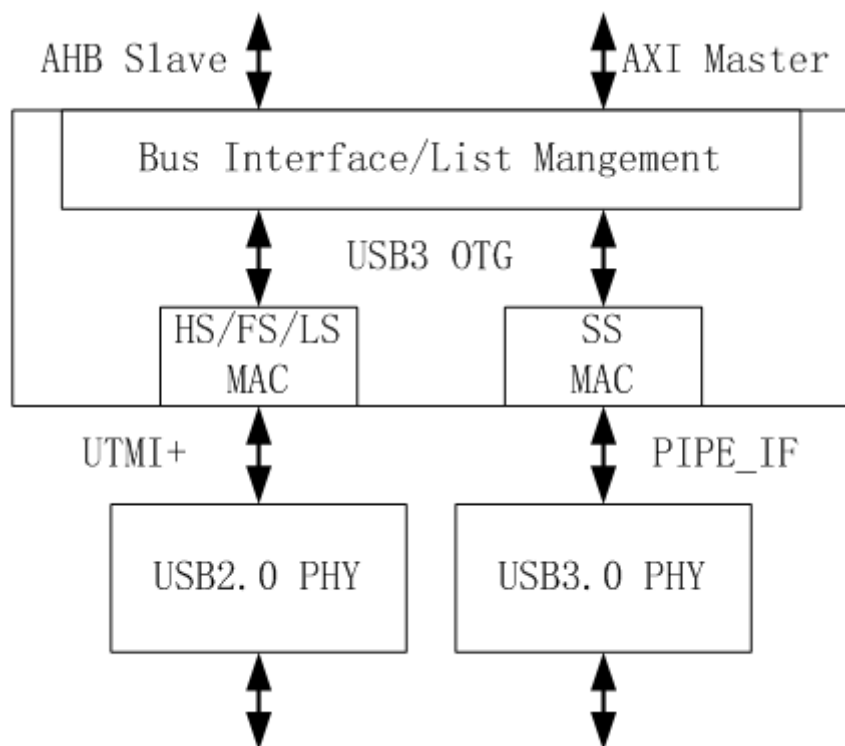 AHB Slave
AXI Master
Bus Interface/List Mangement
USB3 OTG
HS/FS/LS
MAC
SS
MAC
UTMI+
PIPE_IF
USB2.0 PHY
USB3.0 PHY